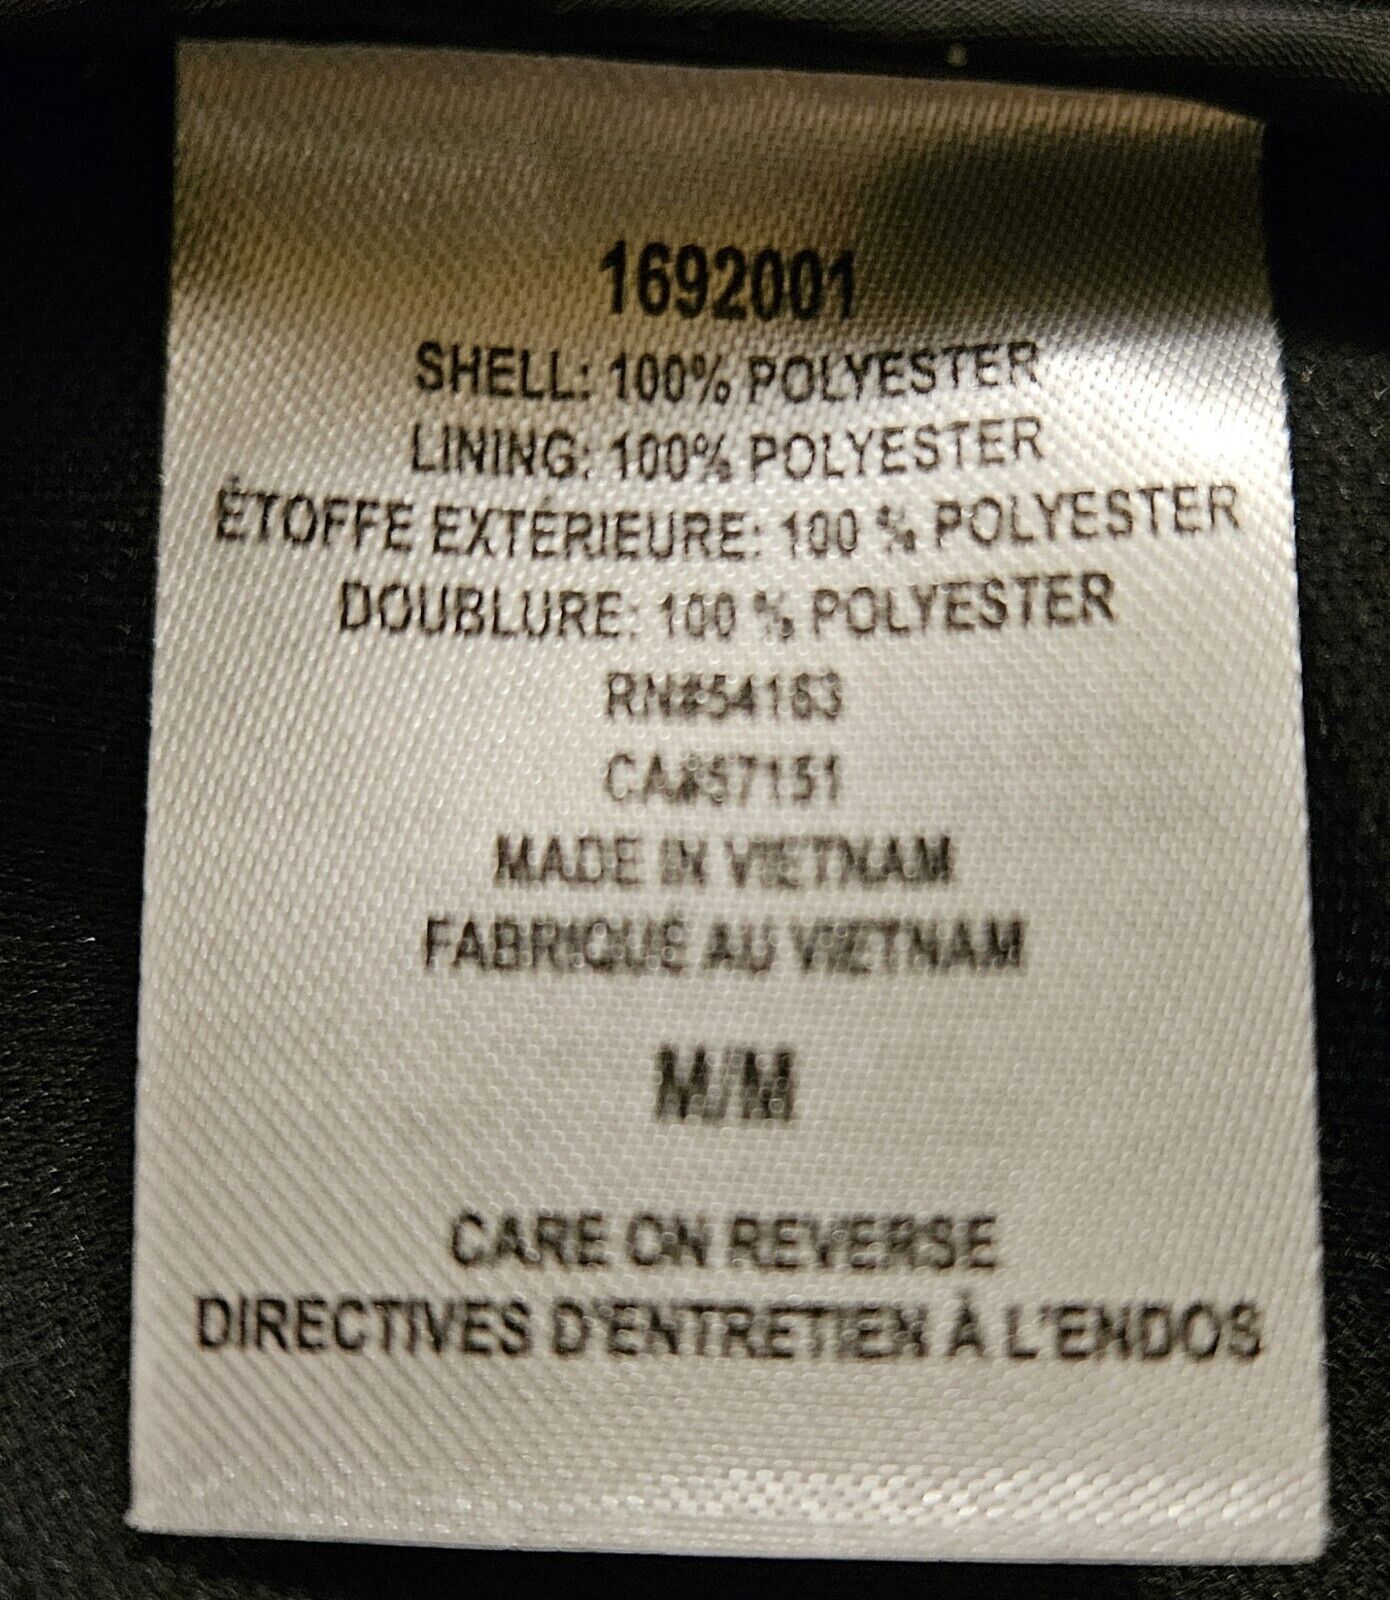 1692001
SHELL: 100% POLYESTER
LINING: 100% POLYESTER
ÉTOFFE EXTÉRIEURE: 100 % POLYESTER
DOUBLURE: 100 % POLYESTER
RN#54163
CA#57151
MADE IN VIETNAM
FABRIQUÉ AU VIETNAM
M/M
CARE ON REVERSE
DIRECTIVES D'ENTRETIEN À L'ENDOS